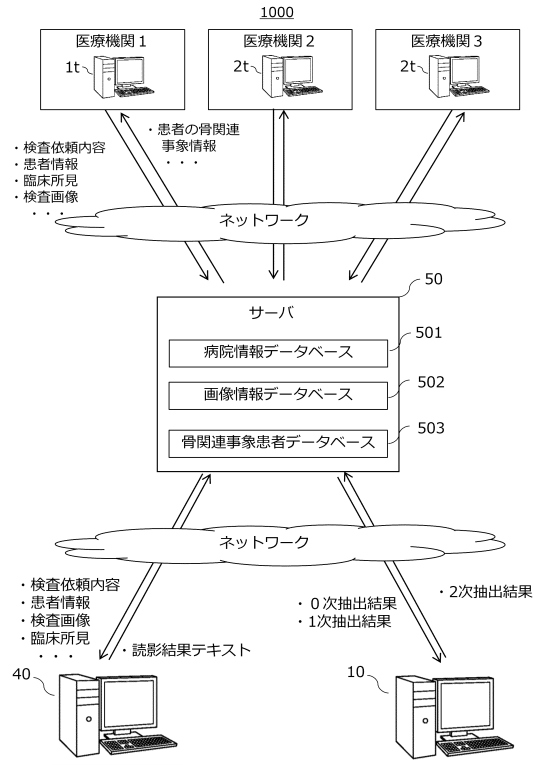 1000
医療機関1
医療機関2
医療機関3
1t
2t
2t
・患者の骨関連
事象情報
・・・
・検査依頼内容
・患者情報
・臨床所見
・検査画像
・・・
ネットワーク
50
サーバ
501
病院情報データベース
502
画像情報データベース
503
骨関連事象患者データベース
ネットワーク
・検査依頼内容
・患者情報
・検査画像
・臨床所見
・・・
・読影結果テキスト
・0次抽出結果
・1次抽出結果
・2次抽出結果
40
10